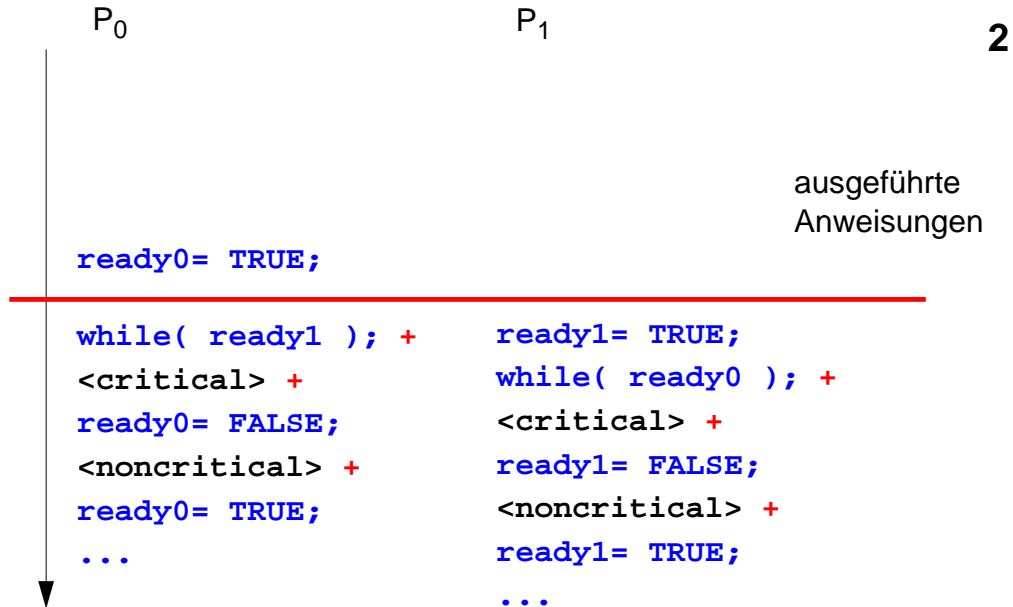 P0
P1
2
ausgeführte
Anweisungen
ready0= TRUE;
while( ready1 ); +
<critical> +
ready0= FALSE;
<noncritical> +
ready0= TRUE;
...
ready1= TRUE;
while( ready0 ); +
<critical> +
ready1= FALSE;
<noncritical> +
ready1= TRUE;
...